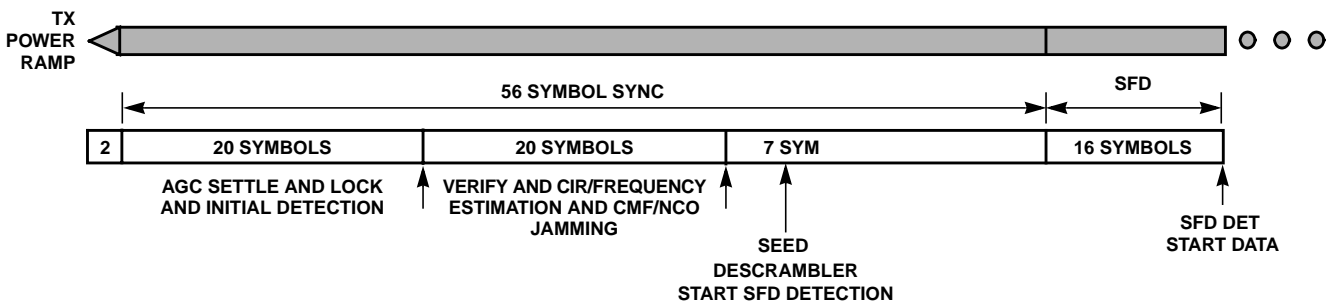 TX
POWER
RAMP
56 SYMBOL SYNC
SFD
2
20 SYMBOLS
20 SYMBOLS
7 SYM
16 SYMBOLS
AGC SETTLE AND LOCK
AND INITIAL DETECTION
VERIFY AND CIR/FREQUENCY
ESTIMATION AND CMF/NCO
JAMMING
SEED
DESCRAMBLER
START SFD DETECTION
SFD DET
START DATA